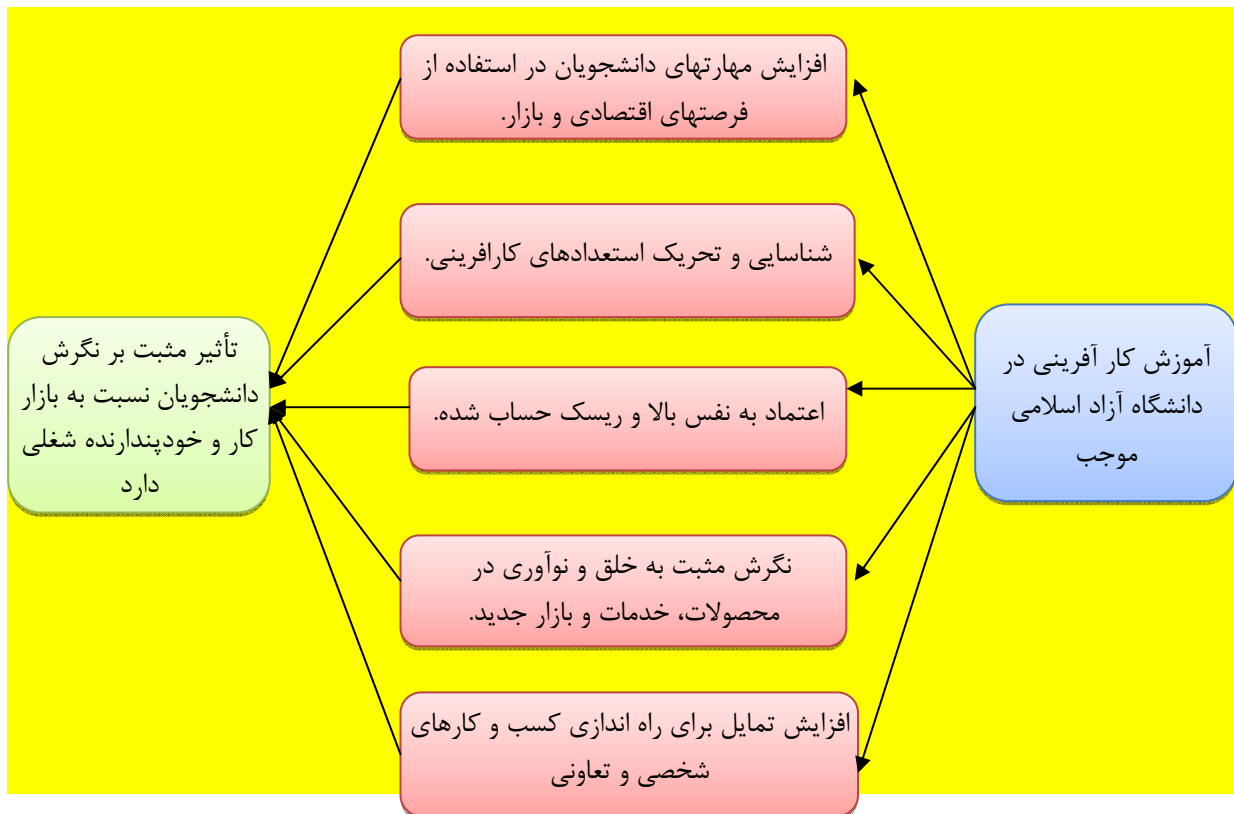 افزایش مهارتهای دانشجویان در استفاده از
فرصتهای اقتصادی و بازار.
شناسایی و تحریک استعدادهای کارافرینی.
آموزش کار آفرینی در
دانشگاه آزاد اسلامی
موجب
اعتماد به نفس بالا و ریسک حساب شده.
تأثیر مثبت بر نگرش
دانشجویان نسبت به بازار
کار و خودپندارنده شغلی
دارد
نگرش مثبت به خلق و نوآوری در
محصولات، خدمات و بازار جدید.
افزایش تمایل برای راه اندازی کسب و کارهای
شخصی و تعاونی